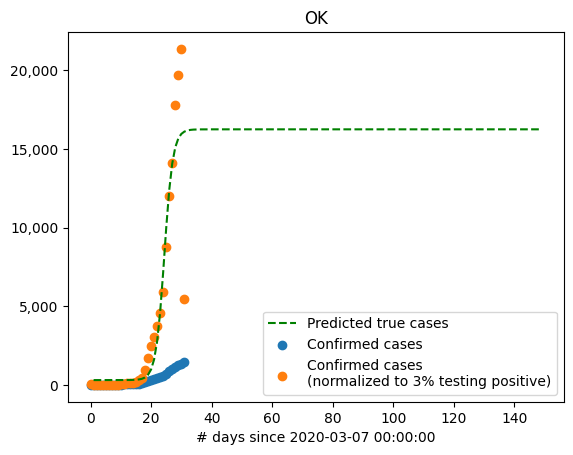 OK
20,000
15,000
10,000
5,000
0
Predicted true cases
Confirmed cases
Confirmed cases
(normalized to 3% testing positive)
0 20 40 60 80 100 120 140
# days since 2020-03-07 00:00:00